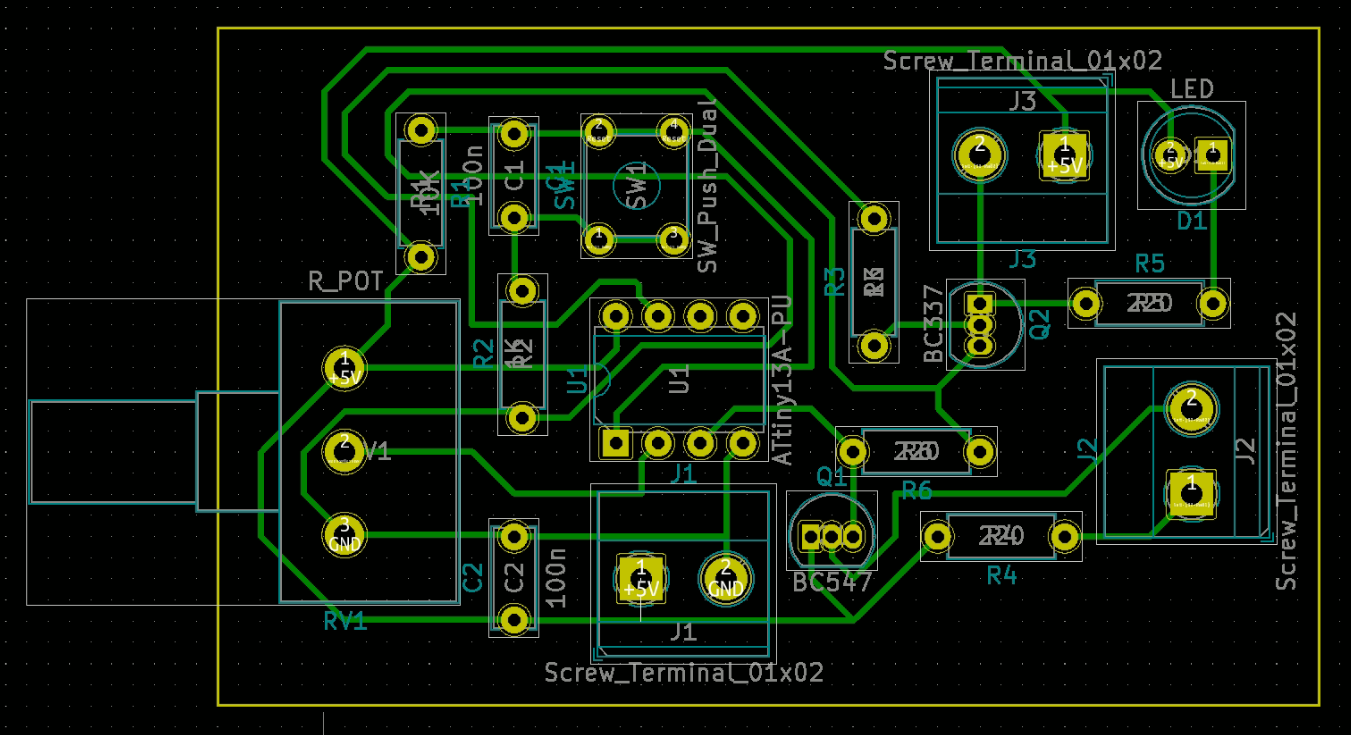 Screw_Terminal_01x02
J3
LED
2
1
+5V
J3
2
+5V
1
D1
R1
10K
R1
100n
C1
C1
SW1
2
4
SW1
1
3
SW_Push_Dual
R_POT
1
+5V
2
V1
3
GND
RV1
R2
1K
R2
U1
U1
ATtiny13A-PU
R3
BC337
Q2
R5
220
R6
220
Q1
BC547
R4
220
J2
2
1
J2
Screw_Terminal_01x02
C2
C2
100n
J1
1
+5V
2
GND
J1
Screw_Terminal_01x02